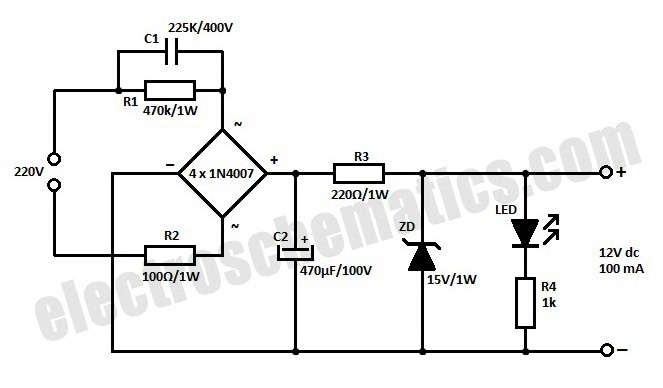 225K/400V
C1
R1
470k/1W
~
220V
–
4 x 1N4007
+
R3
220Ω/1W
+
R2
100Ω/1W
~
C2
+
470µF/100V
ZD
15V/1W
LED
R4
1k
12V dc
100 mA
–
electroschematics.com